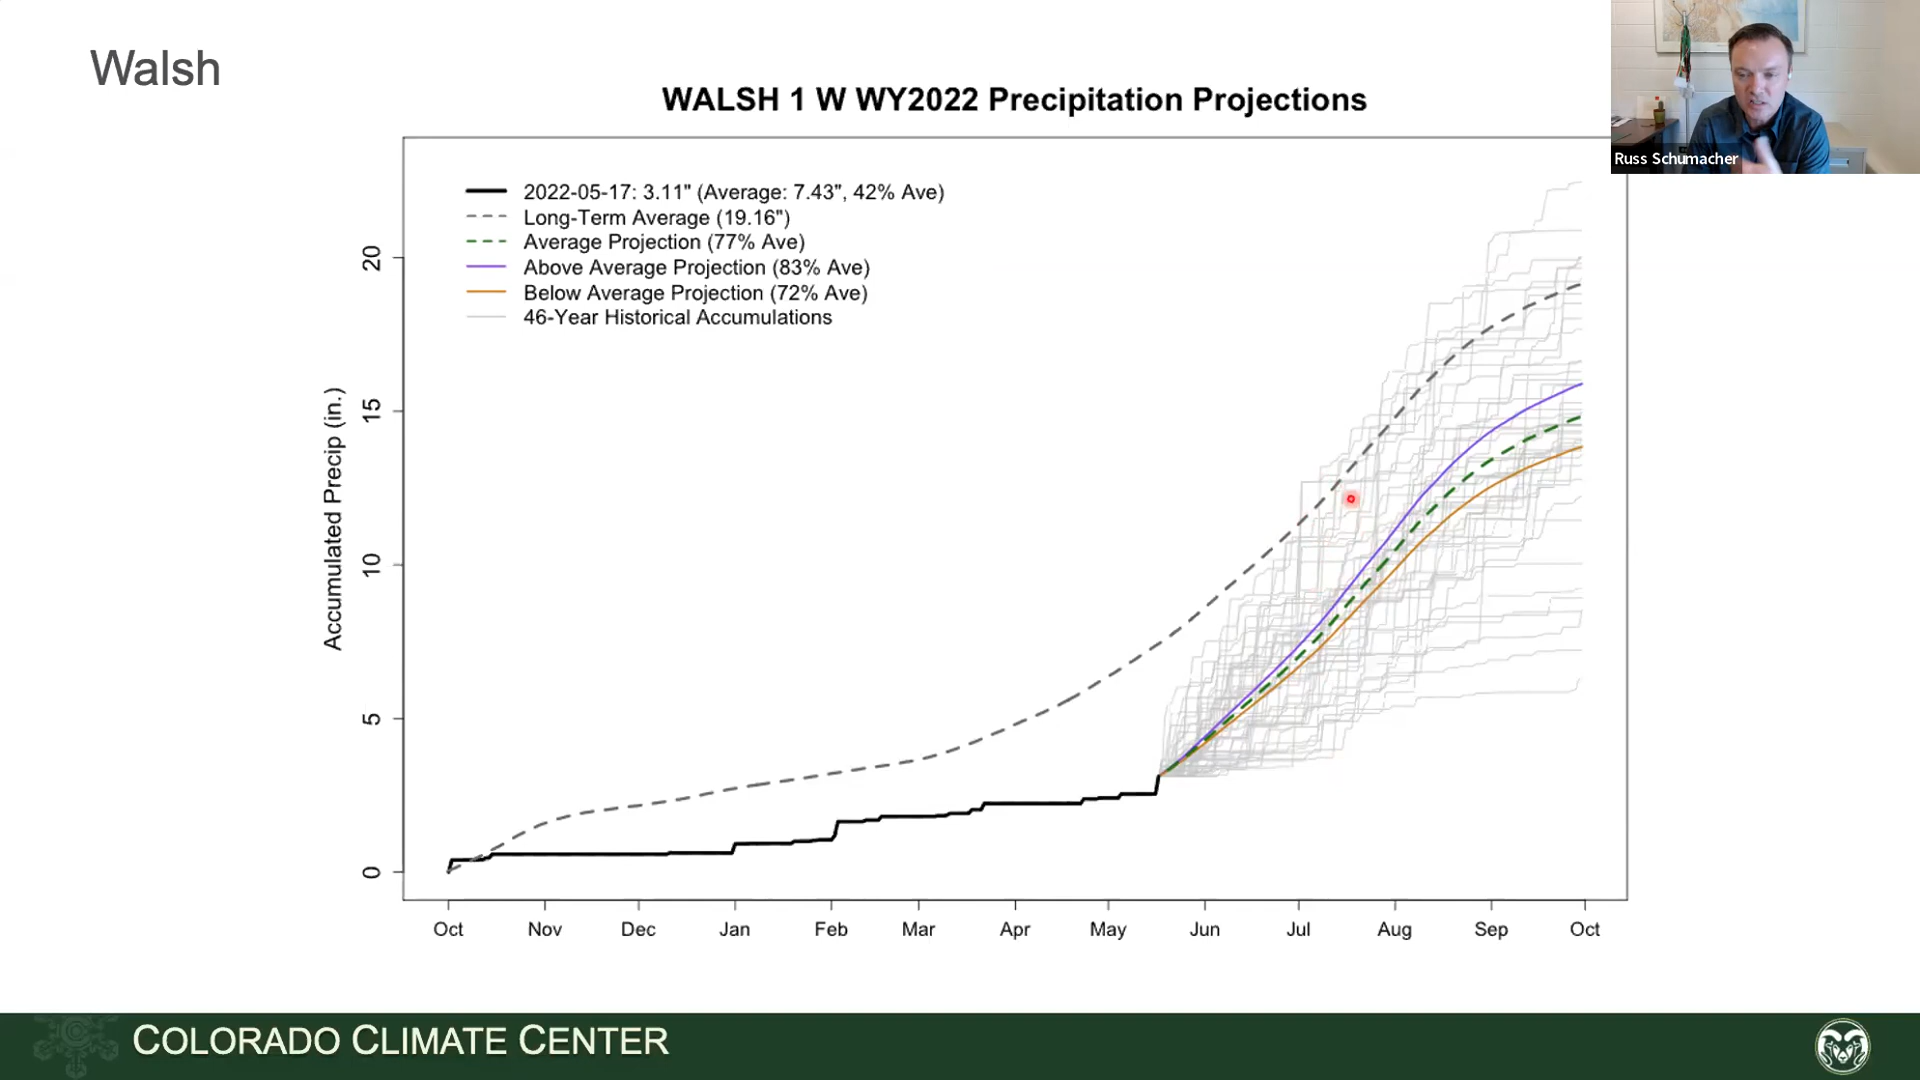 Walsh
WALSH 1 W WY2022 Precipitation Projections
Russ Schumacher
2022-05-17: 3.11" (Average: 7.43", 42% Ave)
Long-Term Average (19.16")
Average Projection (77% Ave)
Above Average Projection (83% Ave)
Below Average Projection (72% Ave)
46-Year Historical Accumulations
Accumulated Precip (in.)
20
15
10
5
0
Oct Nov Dec Jan Feb Mar Apr May Jun Jul Aug Sep Oct
COLORADO CLIMATE CENTER